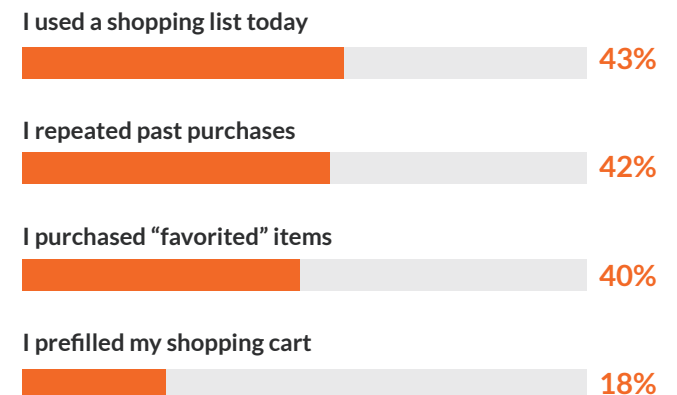 I used a shopping list today
43%
I repeated past purchases
42%
I purchased “favorited” items
40%
I prefilled my shopping cart
18%